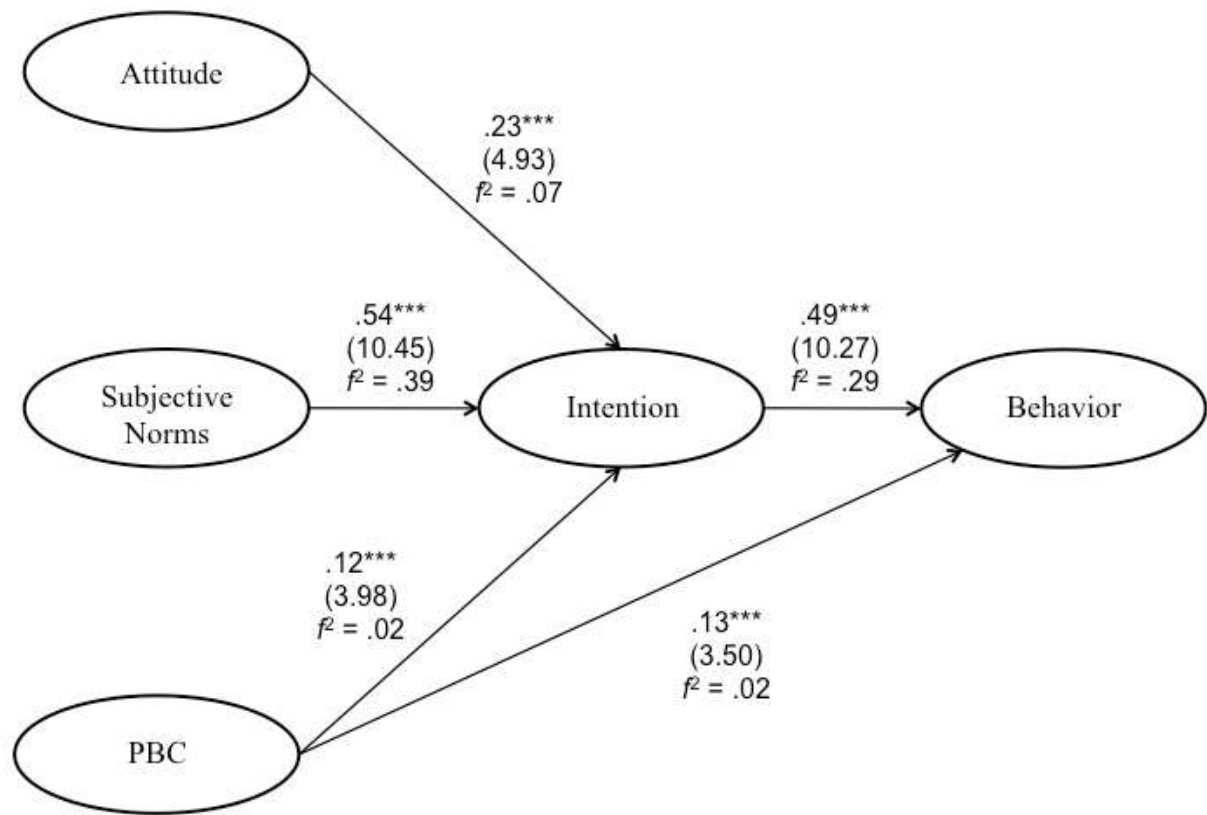 Attitude
.23***
(4.93)
f² = .07
.54***
(10.45)
f² = .39
.49***
(10.27)
f² = .29
Subjective
Norms
Intention
Behavior
.12***
(3.98)
f² = .02
.13***
(3.50)
f² = .02
PBC